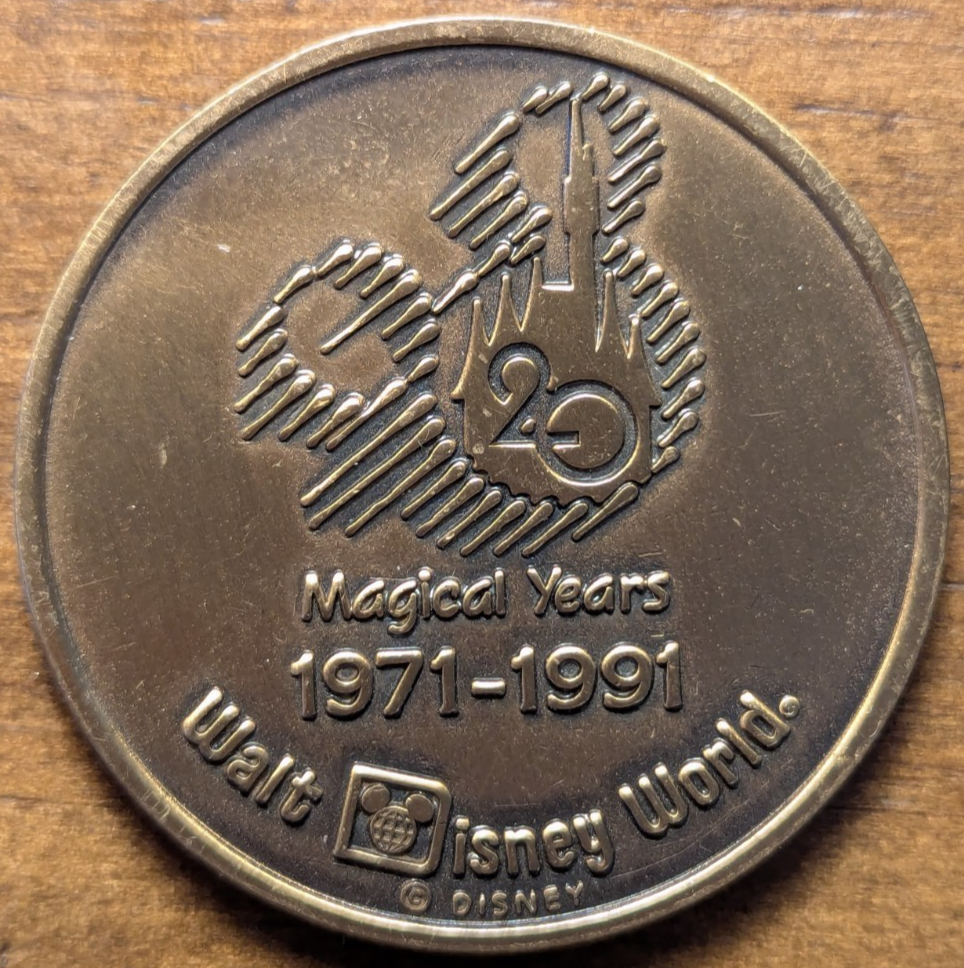 20
Magical Years
1971-1991
Walt Disney World®
© DISNEY